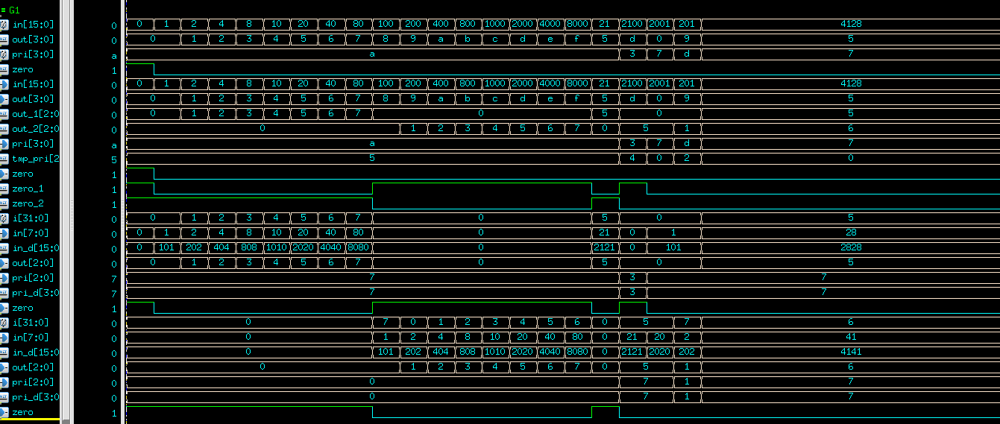 = G1
in[15:0] 0 0 1 2 4 8 10 20 40 80 100 200 400 800 1000 2000 4000 8000 21 2100 2001 201 4128
out[3:0] 0 0 1 2 3 4 5 6 7 8 9 a b c d e f 5 d 0 9 5
pri[3:0] a a 3 7 d 7
zero 1
in[15:0] 0 0 1 2 4 8 10 20 40 80 100 200 400 800 1000 2000 4000 8000 21 2100 2001 201 4128
out[3:0] 0 0 1 2 3 4 5 6 7 8 9 a b c d e f 5 d 0 9 5
out_1[2:0 0 0 1 2 3 4 5 6 7 0 5 0 5
out_2[2:0 0 0 1 2 3 4 5 6 7 0 5 1 6
pri[3:0] a a 3 7 d 7
tmp_pri[2 5 5 4 0 2 0
zero 1
zero_1 1
zero_2 1
i[31:0] 0 0 1 2 3 4 5 6 7 0 5 0 5
in[7:0] 0 0 1 2 4 8 10 20 40 80 0 21 0 1 28
in_d[15:0 0 0 101 202 404 808 1010 2020 4040 8080 0 2121 0 101 2828
out[2:0] 0 0 1 2 3 4 5 6 7 0 5 0 5
pri[2:0] 7 7 3 7
pri_d[3:0 7 7 3 7
zero 1
i[31:0] 0 0 7 0 1 2 3 4 5 6 0 5 7 6
in[7:0] 0 0 1 2 4 8 10 20 40 80 0 21 20 2 41
in_d[15:0 0 0 101 202 404 808 1010 2020 4040 8080 0 2121 2020 202 4141
out[2:0] 0 0 1 2 3 4 5 6 7 0 5 1 6
pri[2:0] 0 0 7 1 7
pri_d[3:0 0 0 7 1 7
zero 1